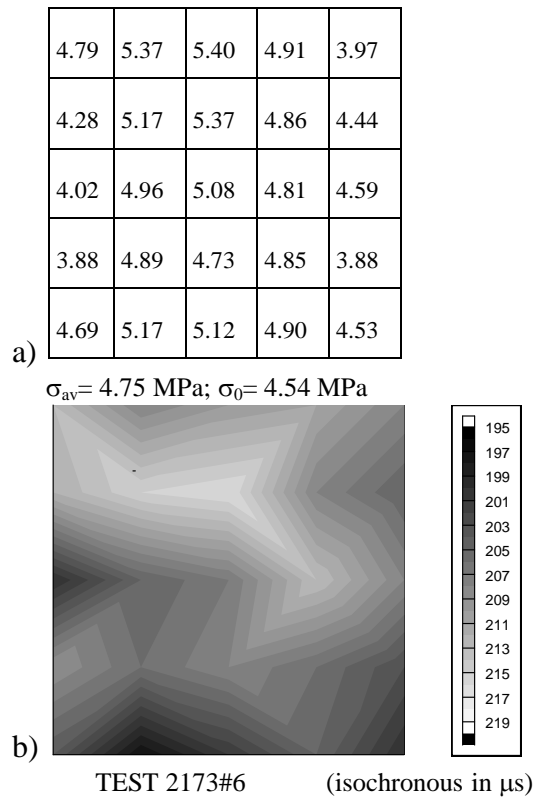 4.79 5.37 5.40 4.91 3.97
4.28 5.17 5.37 4.86 4.44
4.02 4.96 5.08 4.81 4.59
3.88 4.89 4.73 4.85 3.88
4.69 5.17 5.12 4.90 4.53
a)
σav= 4.75 MPa; σ0= 4.54 MPa
195
197
199
201
203
205
207
209
211
213
215
217
219
b)
TEST 2173#6 (isochronous in μs)